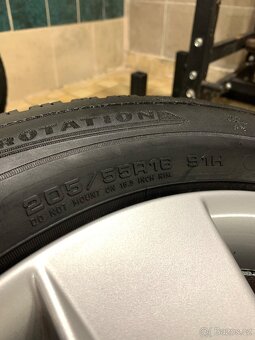 ROTATION
205/55R16 91H
DO NOT MOUNT ON 16.5 INCH RIM